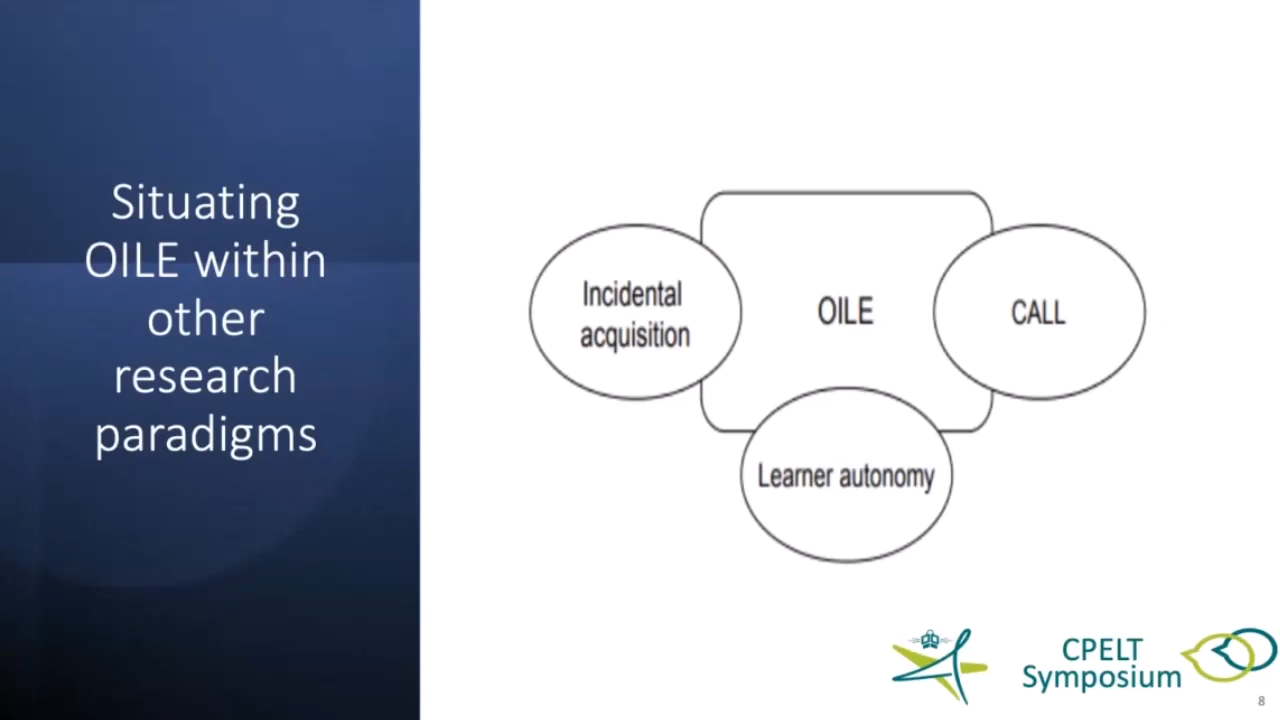 Situating
OILE within
other
research
paradigms
Incidental
acquisition
OILE
CALL
Learner autonomy
CPELT
Symposium
8